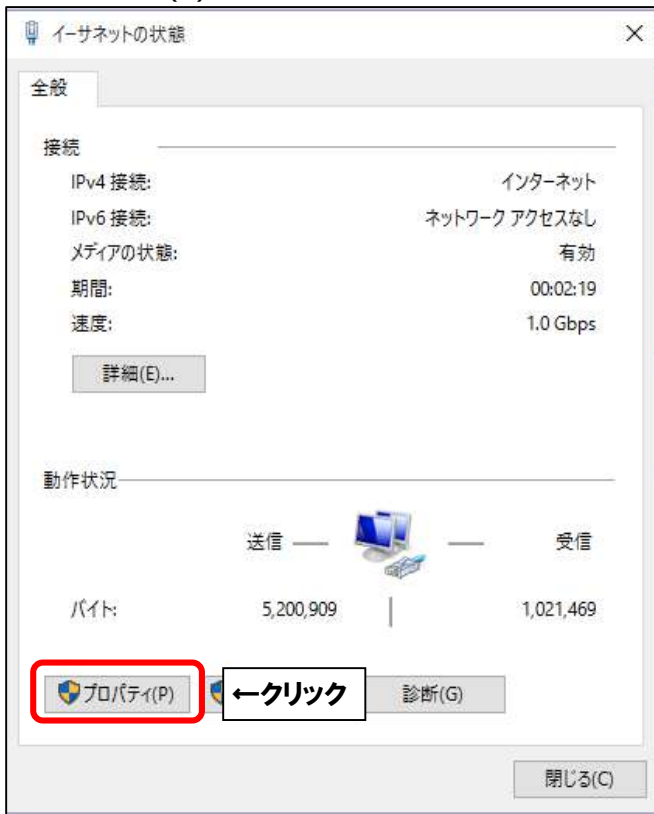 イーサネットの状態
全般
接続
IPv4 接続: インターネット
IPv6 接続: ネットワーク アクセスなし
メディアの状態: 有効
期間: 00:02:19
速度: 1.0 Gbps
詳細(E)...
動作状況
送信 受信
バイト: 5,200,909 1,021,469
プロパティ(P) ←クリック 診断(G)
閉じる(C)